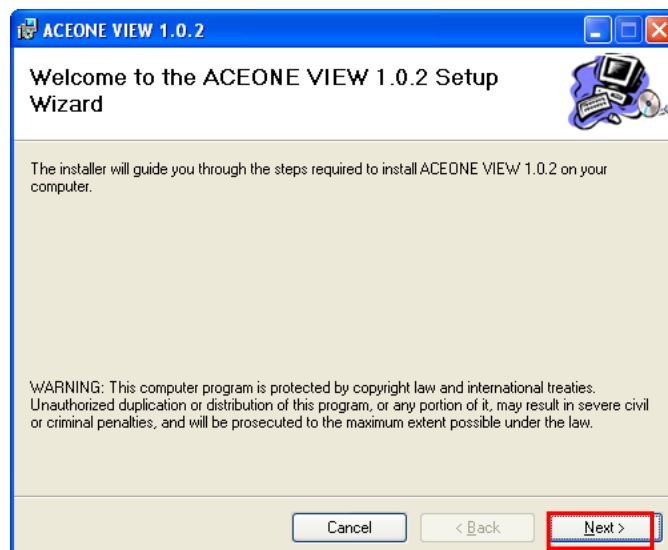 ACEONE VIEW 1.0.2
Welcome to the ACEONE VIEW 1.0.2 Setup
Wizard
The installer will guide you through the steps required to install ACEONE VIEW 1.0.2 on your
computer.
WARNING: This computer program is protected by copyright law and international treaties.
Unauthorized duplication or distribution of this program, or any portion of it, may result in severe civil
or criminal penalties, and will be prosecuted to the maximum extent possible under the law.
Cancel
< Back
Next >